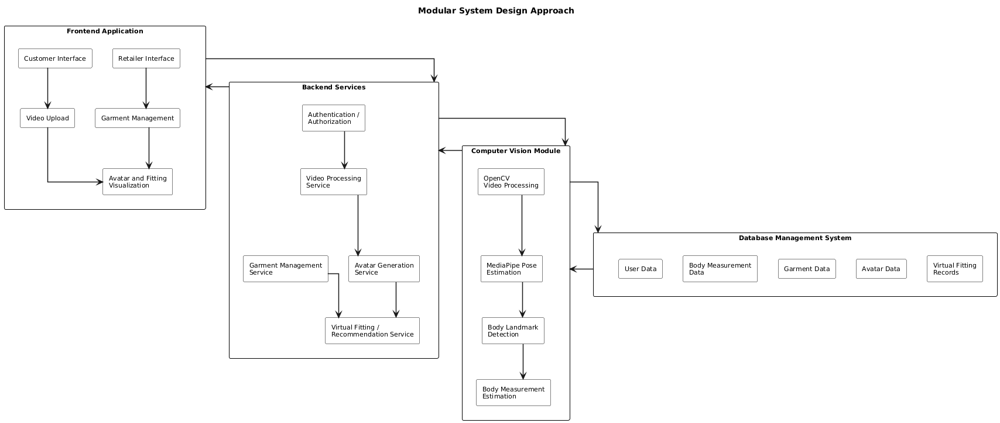 Modular System Design Approach
Frontend Application
Customer Interface
Retailer Interface
Video Upload
Garment Management
Avatar and Fitting
Visualization
Backend Services
Authentication /
Authorization
Video Processing
Service
Garment Management
Service
Avatar Generation
Service
Virtual Fitting /
Recommendation Service
Computer Vision Module
OpenCV
Video Processing
MediaPipe Pose
Estimation
Body Landmark
Detection
Body Measurement
Estimation
Database Management System
User Data
Body Measurement
Data
Garment Data
Avatar Data
Virtual Fitting
Records